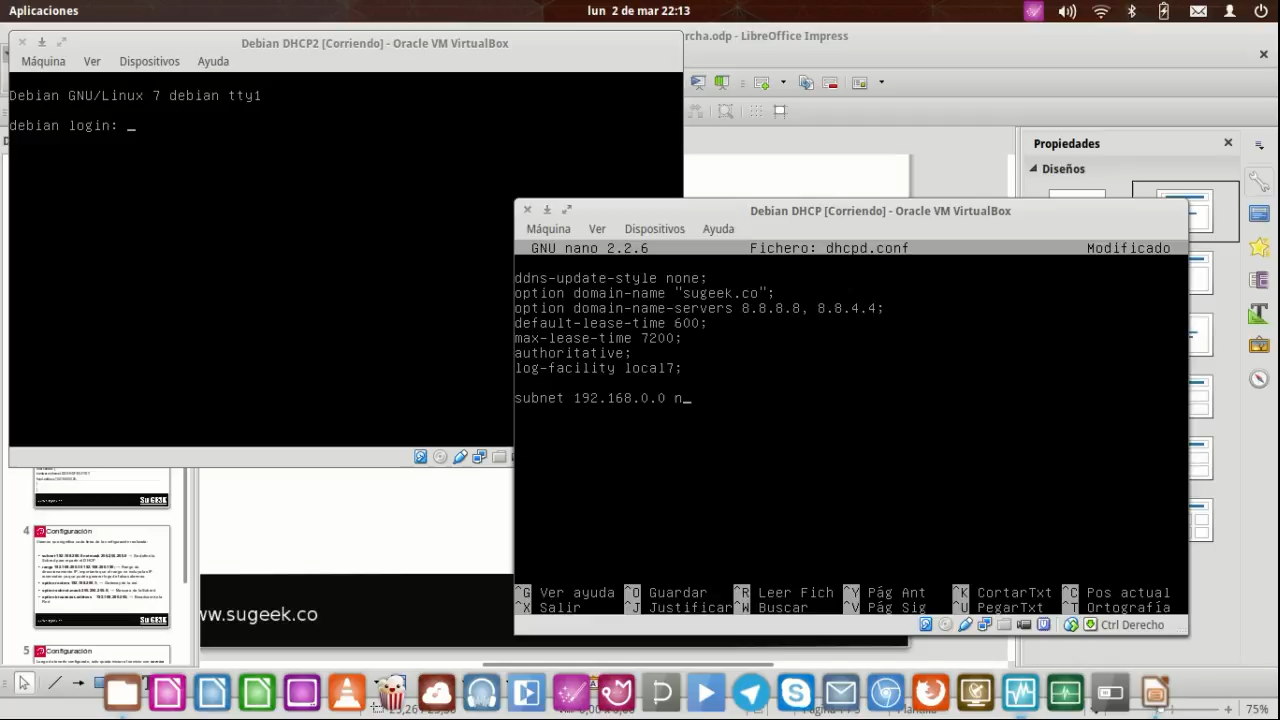 Aplicaciones
lun 2 de mar 22:13
Debian DHCP2 [Corriendo] - Oracle VM VirtualBox
rcha.odp - LibreOffice Impress
Máquina Ver Dispositivos Ayuda
Debian GNU/Linux 7 debian tty1
debian login: _
Propiedades
Diseños
Debian DHCP [Corriendo] - Oracle VM VirtualBox
Máquina Ver Dispositivos Ayuda
GNU nano 2.2.6 Fichero: dhcpd.conf Modificado
ddns-update-style none;
option domain-name "sugeek.co";
option domain-name-servers 8.8.8.8, 8.8.4.4;
default-lease-time 600;
max-lease-time 7200;
authoritative;
log-facility local7;
subnet 192.168.0.0 n_
^G Ver ayuda ^O Guardar ^R Leer Fich ^Y Pág Ant ^K CortarTxt ^C Pos actual
^X Salir ^J Justificar ^W Buscar ^V Pág Sig ^U PegarTxt ^T Ortografía
Ctrl Derecho
SUGEEK
4
Configuración
SUGEEK
5
Configuración
ww.sugeek.co
75%